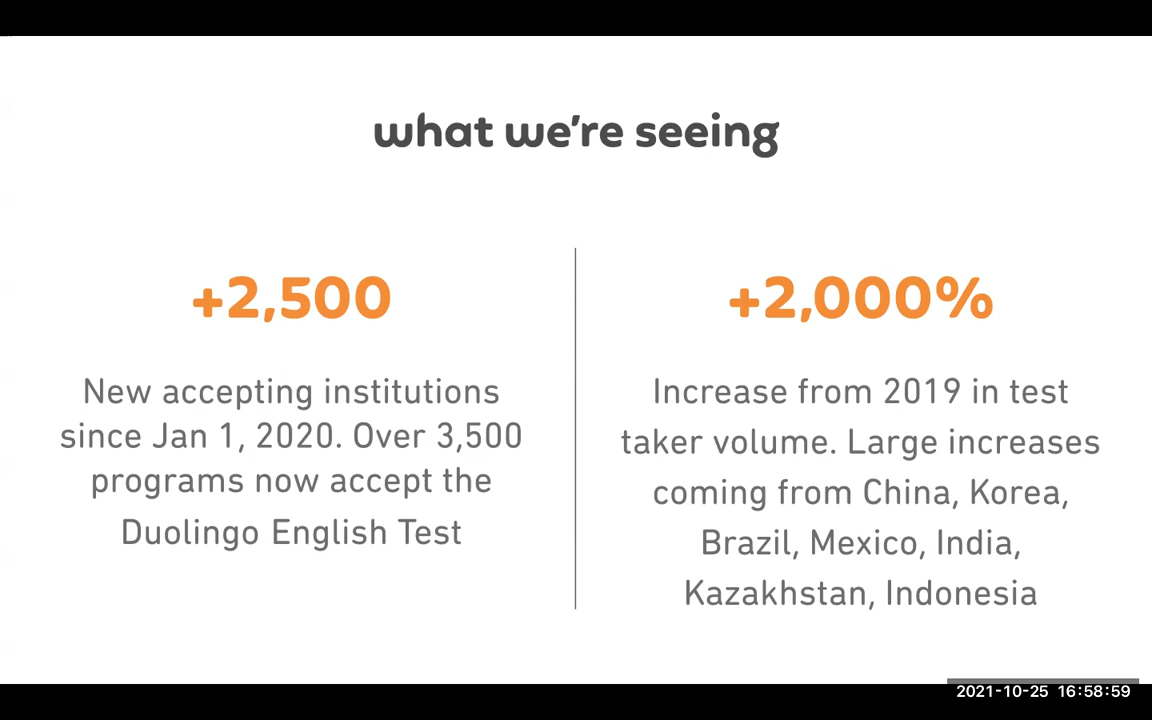 what we're seeing
+2,500
New accepting institutions
since Jan 1, 2020. Over 3,500
programs now accept the
Duolingo English Test
+2,000%
Increase from 2019 in test
taker volume. Large increases
coming from China, Korea,
Brazil, Mexico, India,
Kazakhstan, Indonesia
2021-10-25 16:58:59